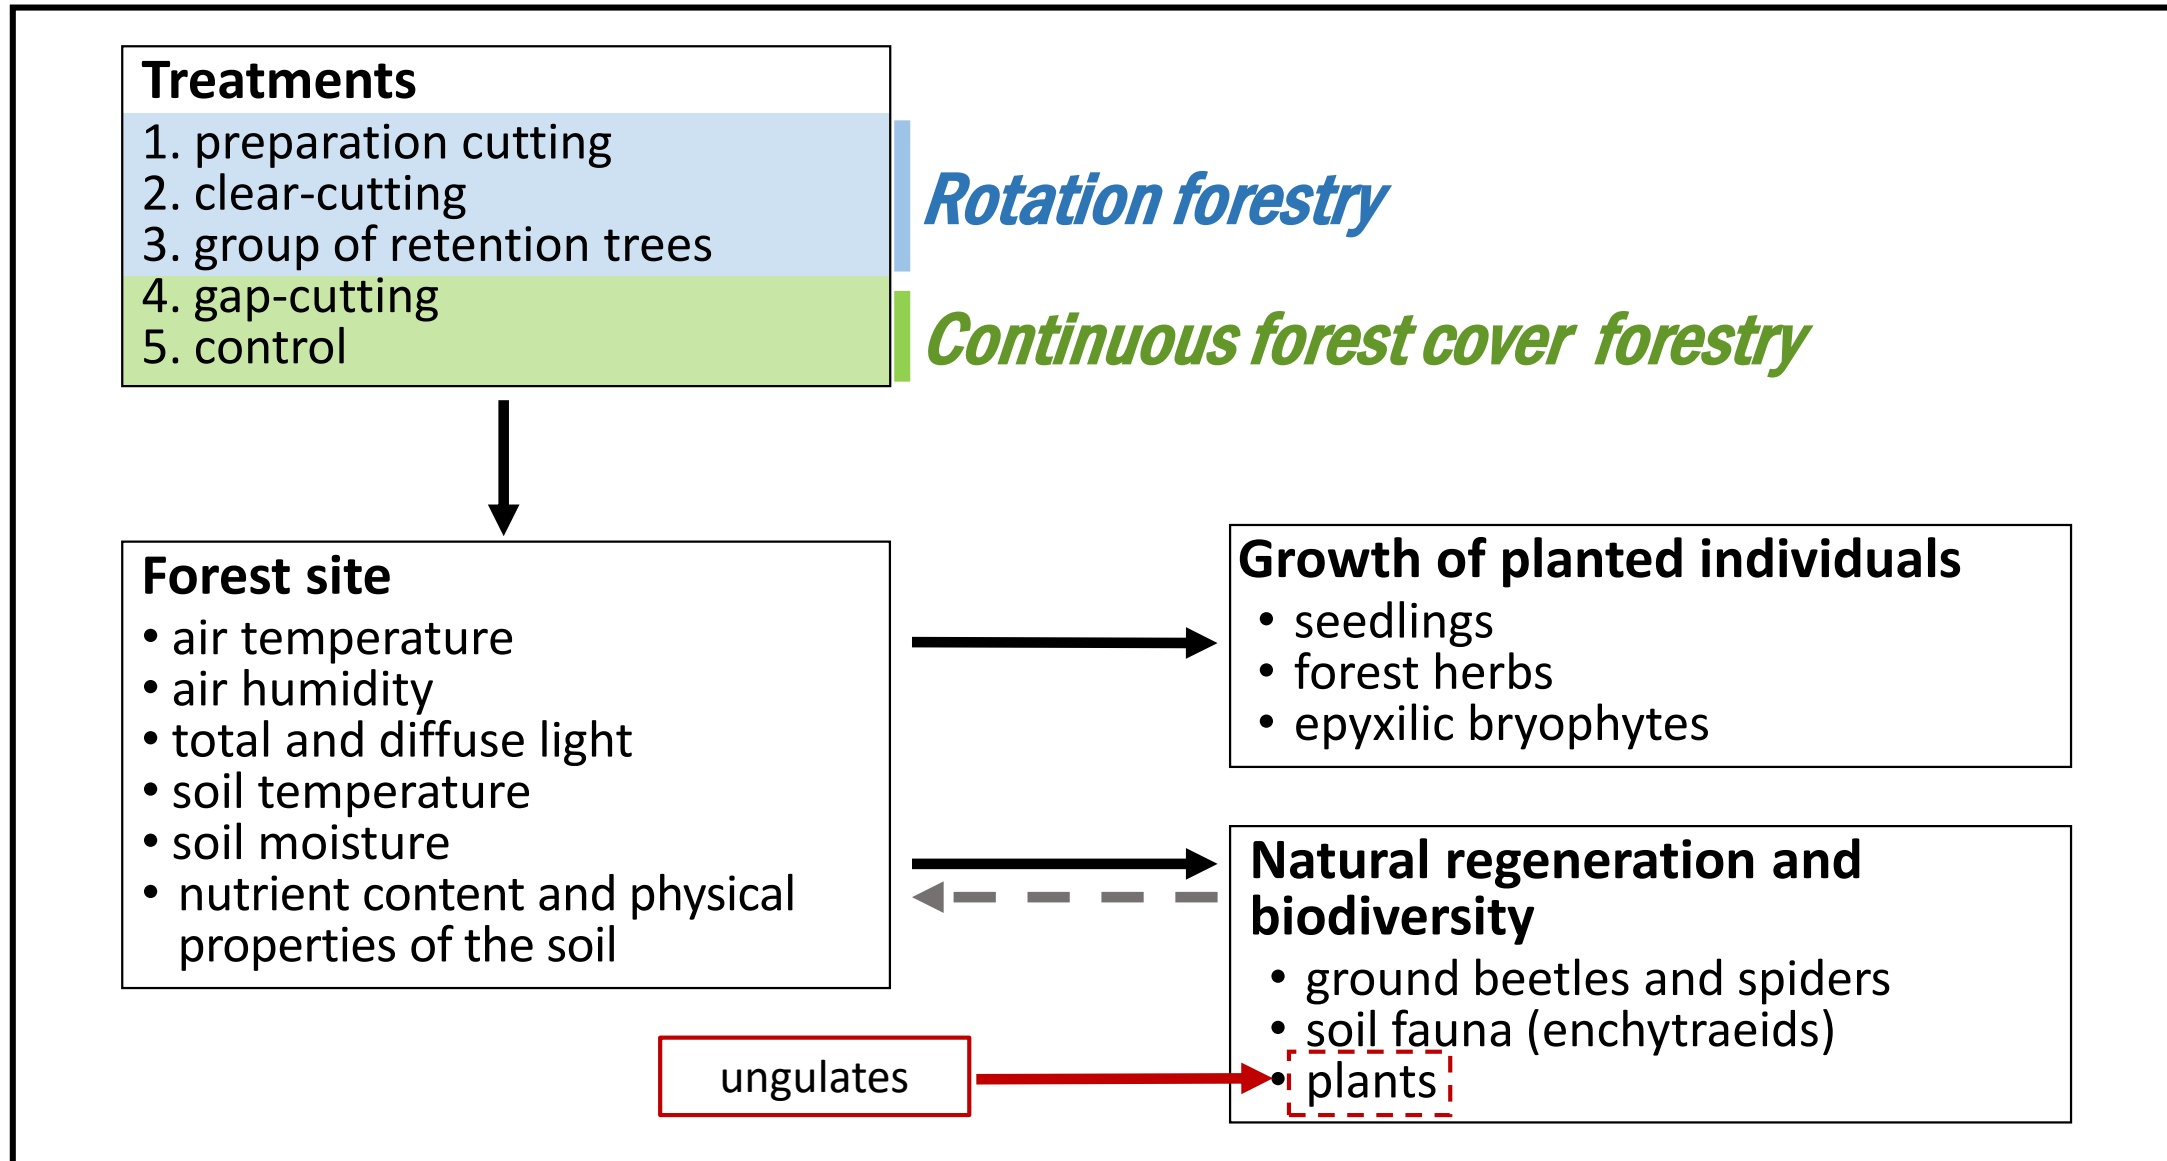 Treatments
1. preparation cutting
2. clear-cutting
3. group of retention trees
4. gap-cutting
5. control
Rotation forestry
Continuous forest cover forestry
Forest site
• air temperature
• air humidity
• total and diffuse light
• soil temperature
• soil moisture
• nutrient content and physical
properties of the soil
Growth of planted individuals
• seedlings
• forest herbs
• epyxilic bryophytes
Natural regeneration and
biodiversity
• ground beetles and spiders
• soil fauna (enchytraeids)
• plants
ungulates